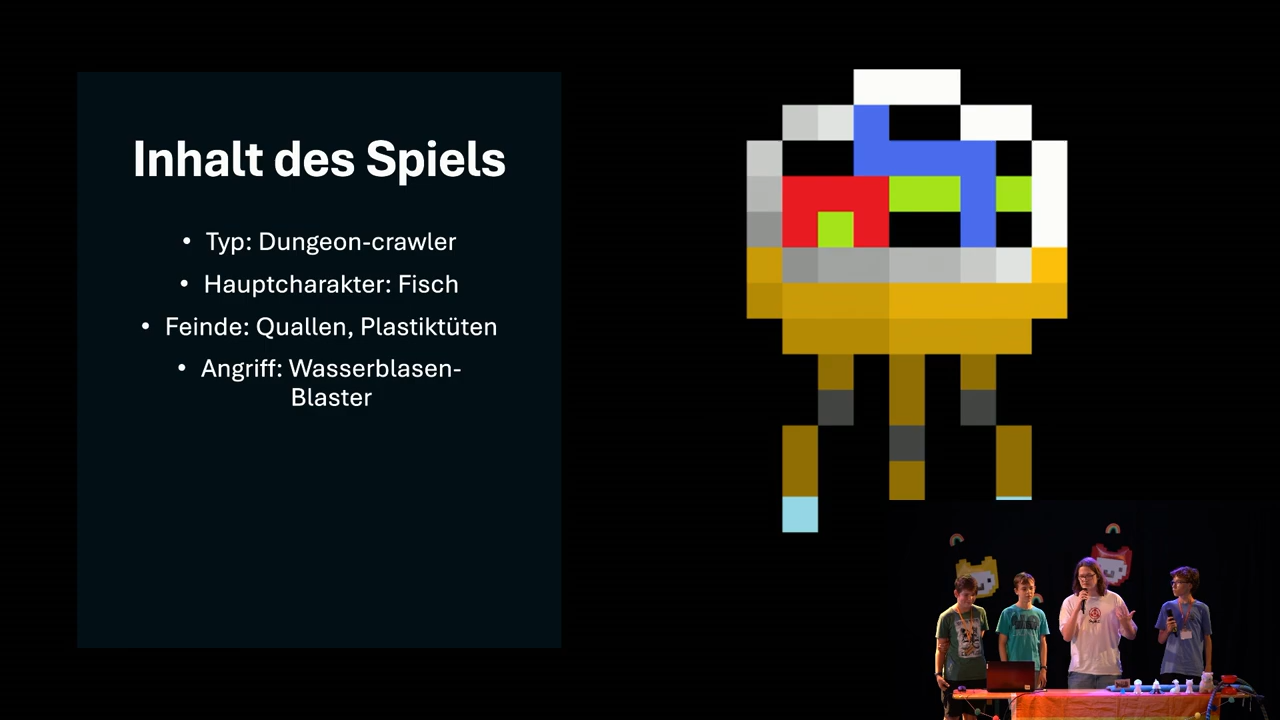 Inhalt des Spiels
• Typ: Dungeon-crawler
• Hauptcharakter: Fisch
• Feinde: Quallen, Plastiktüten
• Angriff: Wasserblasen-
Blaster